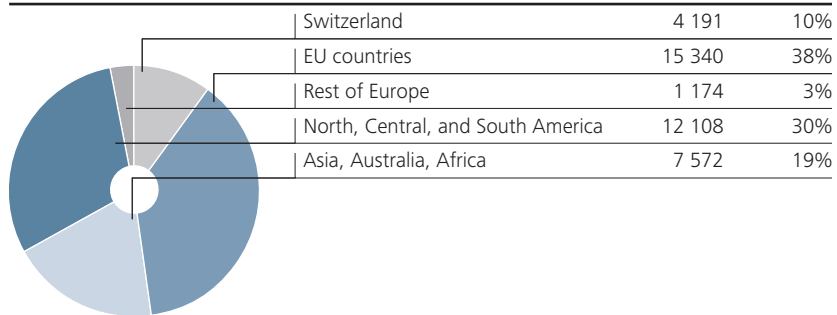 Switzerland 4 191 10%
EU countries 15 340 38%
Rest of Europe 1 174 3%
North, Central, and South America 12 108 30%
Asia, Australia, Africa 7 572 19%